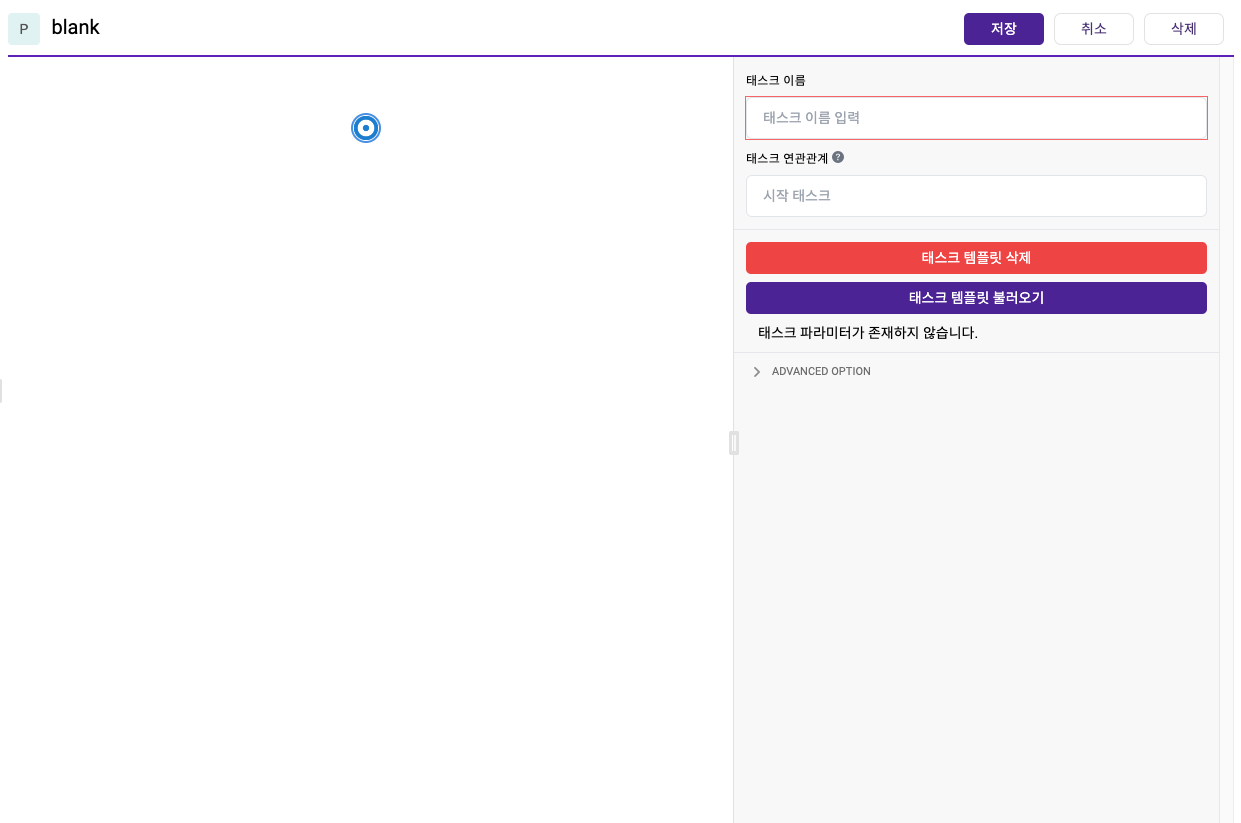 P
blank
저장
취소
삭제
태스크 이름
태스크 이름 입력
태스크 연관관계 ?
시작 태스크
태스크 템플릿 삭제
태스크 템플릿 불러오기
태스크 파라미터가 존재하지 않습니다.
ADVANCED OPTION